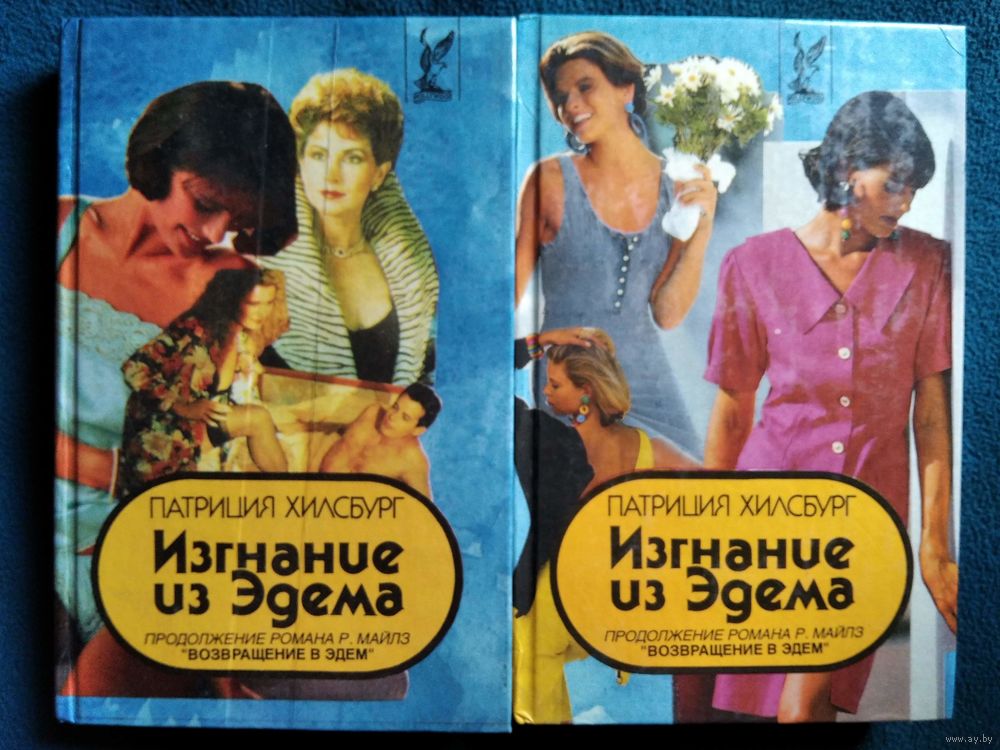 ПАТРИЦИЯ ХИЛСБУРГ
Изгнание
из Эдема
ПРОДОЛЖЕНИЕ РОМАНА Р. МАЙЛЗ
"ВОЗВРАЩЕНИЕ В ЭДЕМ"
ПАТРИЦИЯ ХИЛСБУРГ
Изгнание
из Эдема
ПРОДОЛЖЕНИЕ РОМАНА Р. МАЙЛЗ
"ВОЗВРАЩЕНИЕ В ЭДЕМ"
www.ay.by